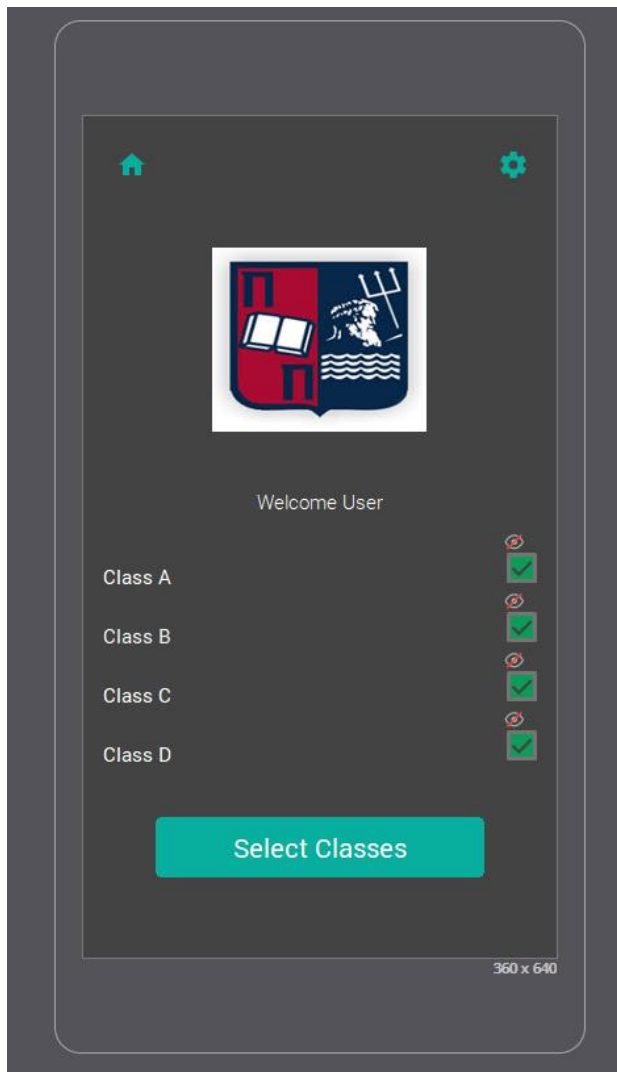 Π
Π
Welcome User
Class A
Class B
Class C
Class D
Select Classes
360 x 640